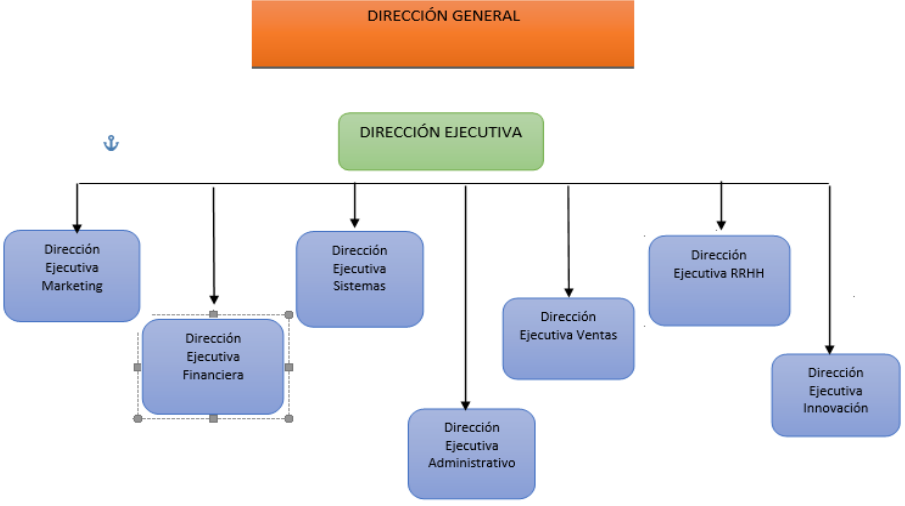 DIRECCIÓN GENERAL
DIRECCIÓN EJECUTIVA
Dirección
Ejecutiva
Marketing
Dirección
Ejecutiva
Financiera
Dirección
Ejecutiva
Sistemas
Dirección
Ejecutiva
Administrativo
Dirección
Ejecutiva Ventas
Dirección
Ejecutiva RRHH
Dirección
Ejecutiva
Innovación